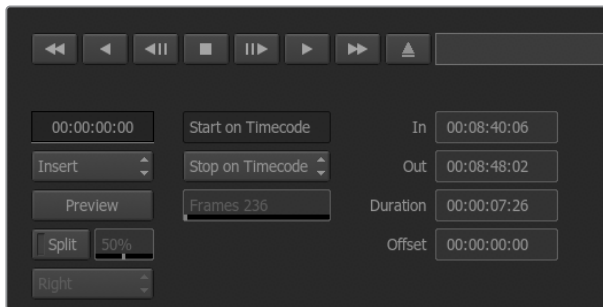 00:00:00:00 Start on Timecode In 00:08:40:06
Insert Stop on Timecode Out 00:08:48:02
Preview Frames 236 Duration 00:00:07:26
Split 50% Offset 00:00:00:00
Right